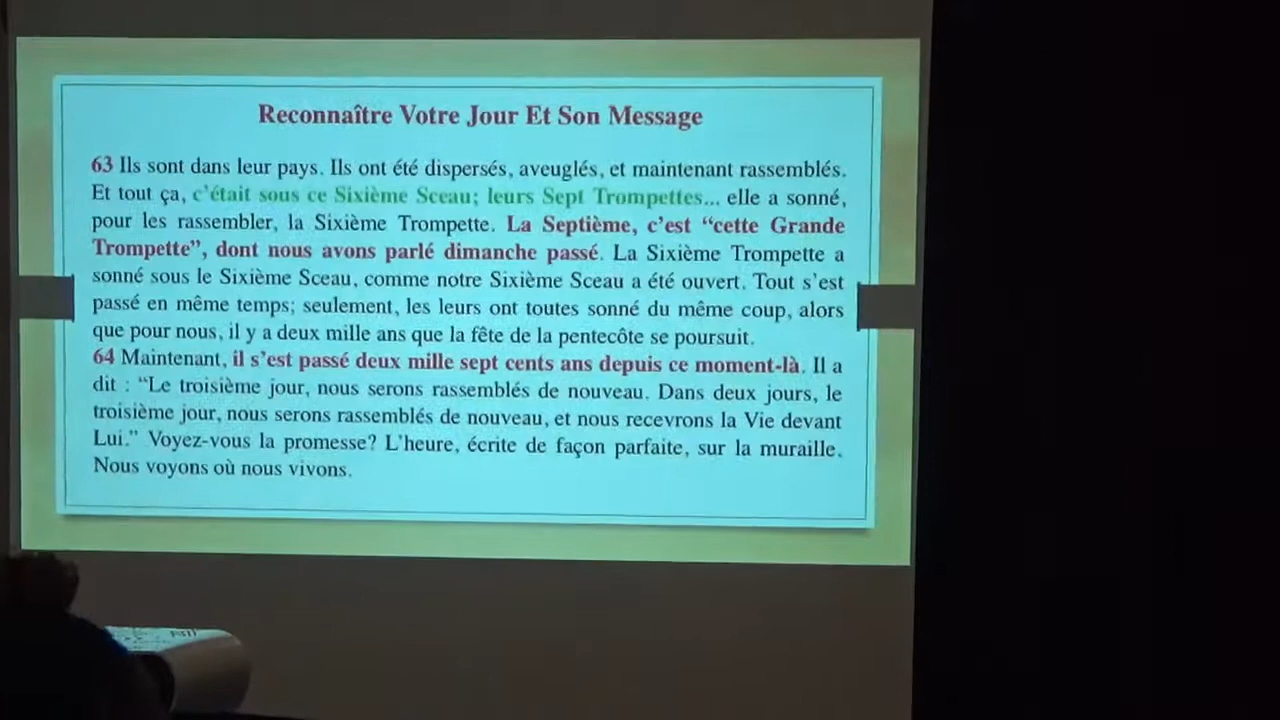 Reconnaître Votre Jour Et Son Message
63 Ils sont dans leur pays. Ils ont été dispersés, aveuglés, et maintenant rassemblés.
Et tout ça, c’était sous ce Sixième Sceau; leurs Sept Trompettes... elle a sonné,
pour les rassembler, la Sixième Trompette. La Septième, c’est “cette Grande
Trompette”, dont nous avons parlé dimanche passé. La Sixième Trompette a
sonné sous le Sixième Sceau, comme notre Sixième Sceau a été ouvert. Tout s’est
passé en même temps; seulement, les leurs ont toutes sonné du même coup, alors
que pour nous, il y a deux mille ans que la fête de la pentecôte se poursuit.
64 Maintenant, il s’est passé deux mille sept cents ans depuis ce moment-là. Il a
dit : “Le troisième jour, nous serons rassemblés de nouveau. Dans deux jours, le
troisième jour, nous serons rassemblés de nouveau, et nous recevrons la Vie devant
Lui.” Voyez-vous la promesse? L’heure, écrite de façon parfaite, sur la muraille.
Nous voyons où nous vivons.